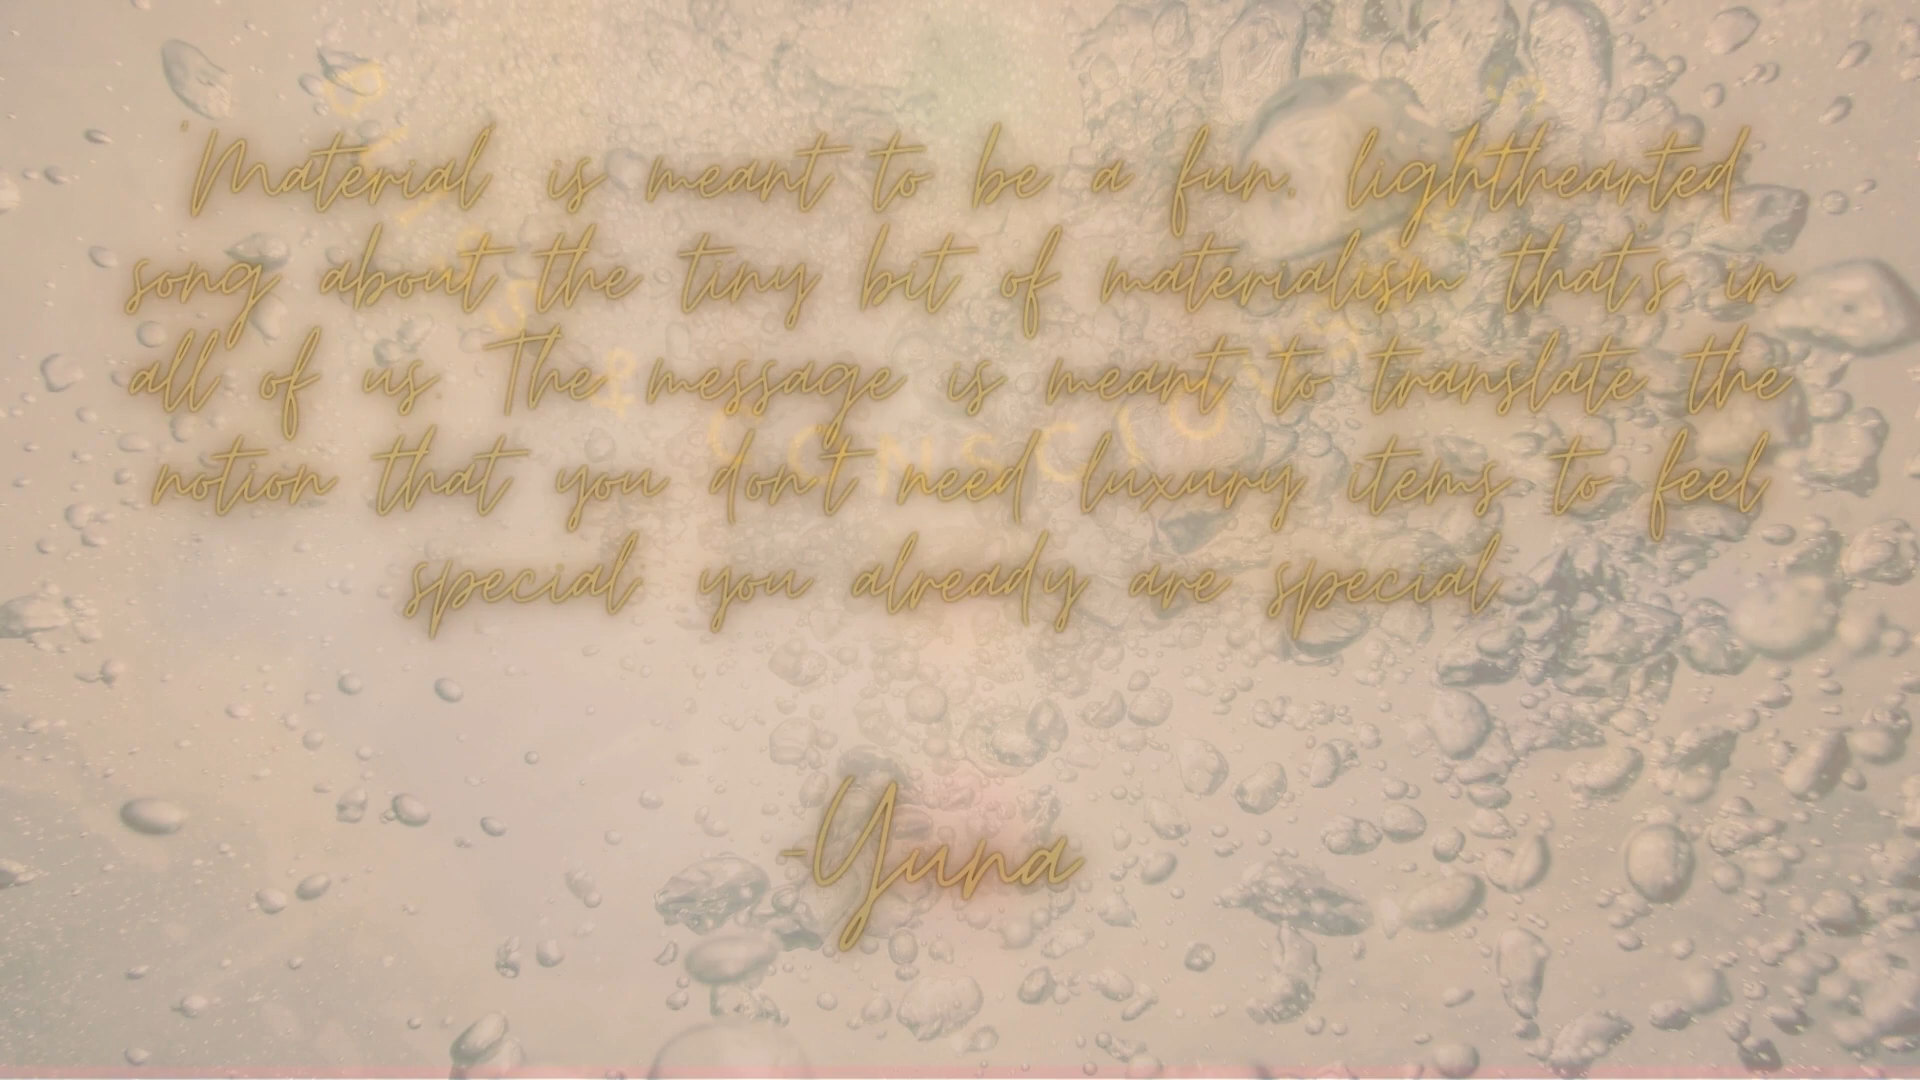 'Material is meant to be a fun, lighthearted
song about the tiny bit of materialism that's in
all of us. The message is meant to translate the
notion that you don't need luxury items to feel
special; you already are special
-Yuna
CONSCIOUS